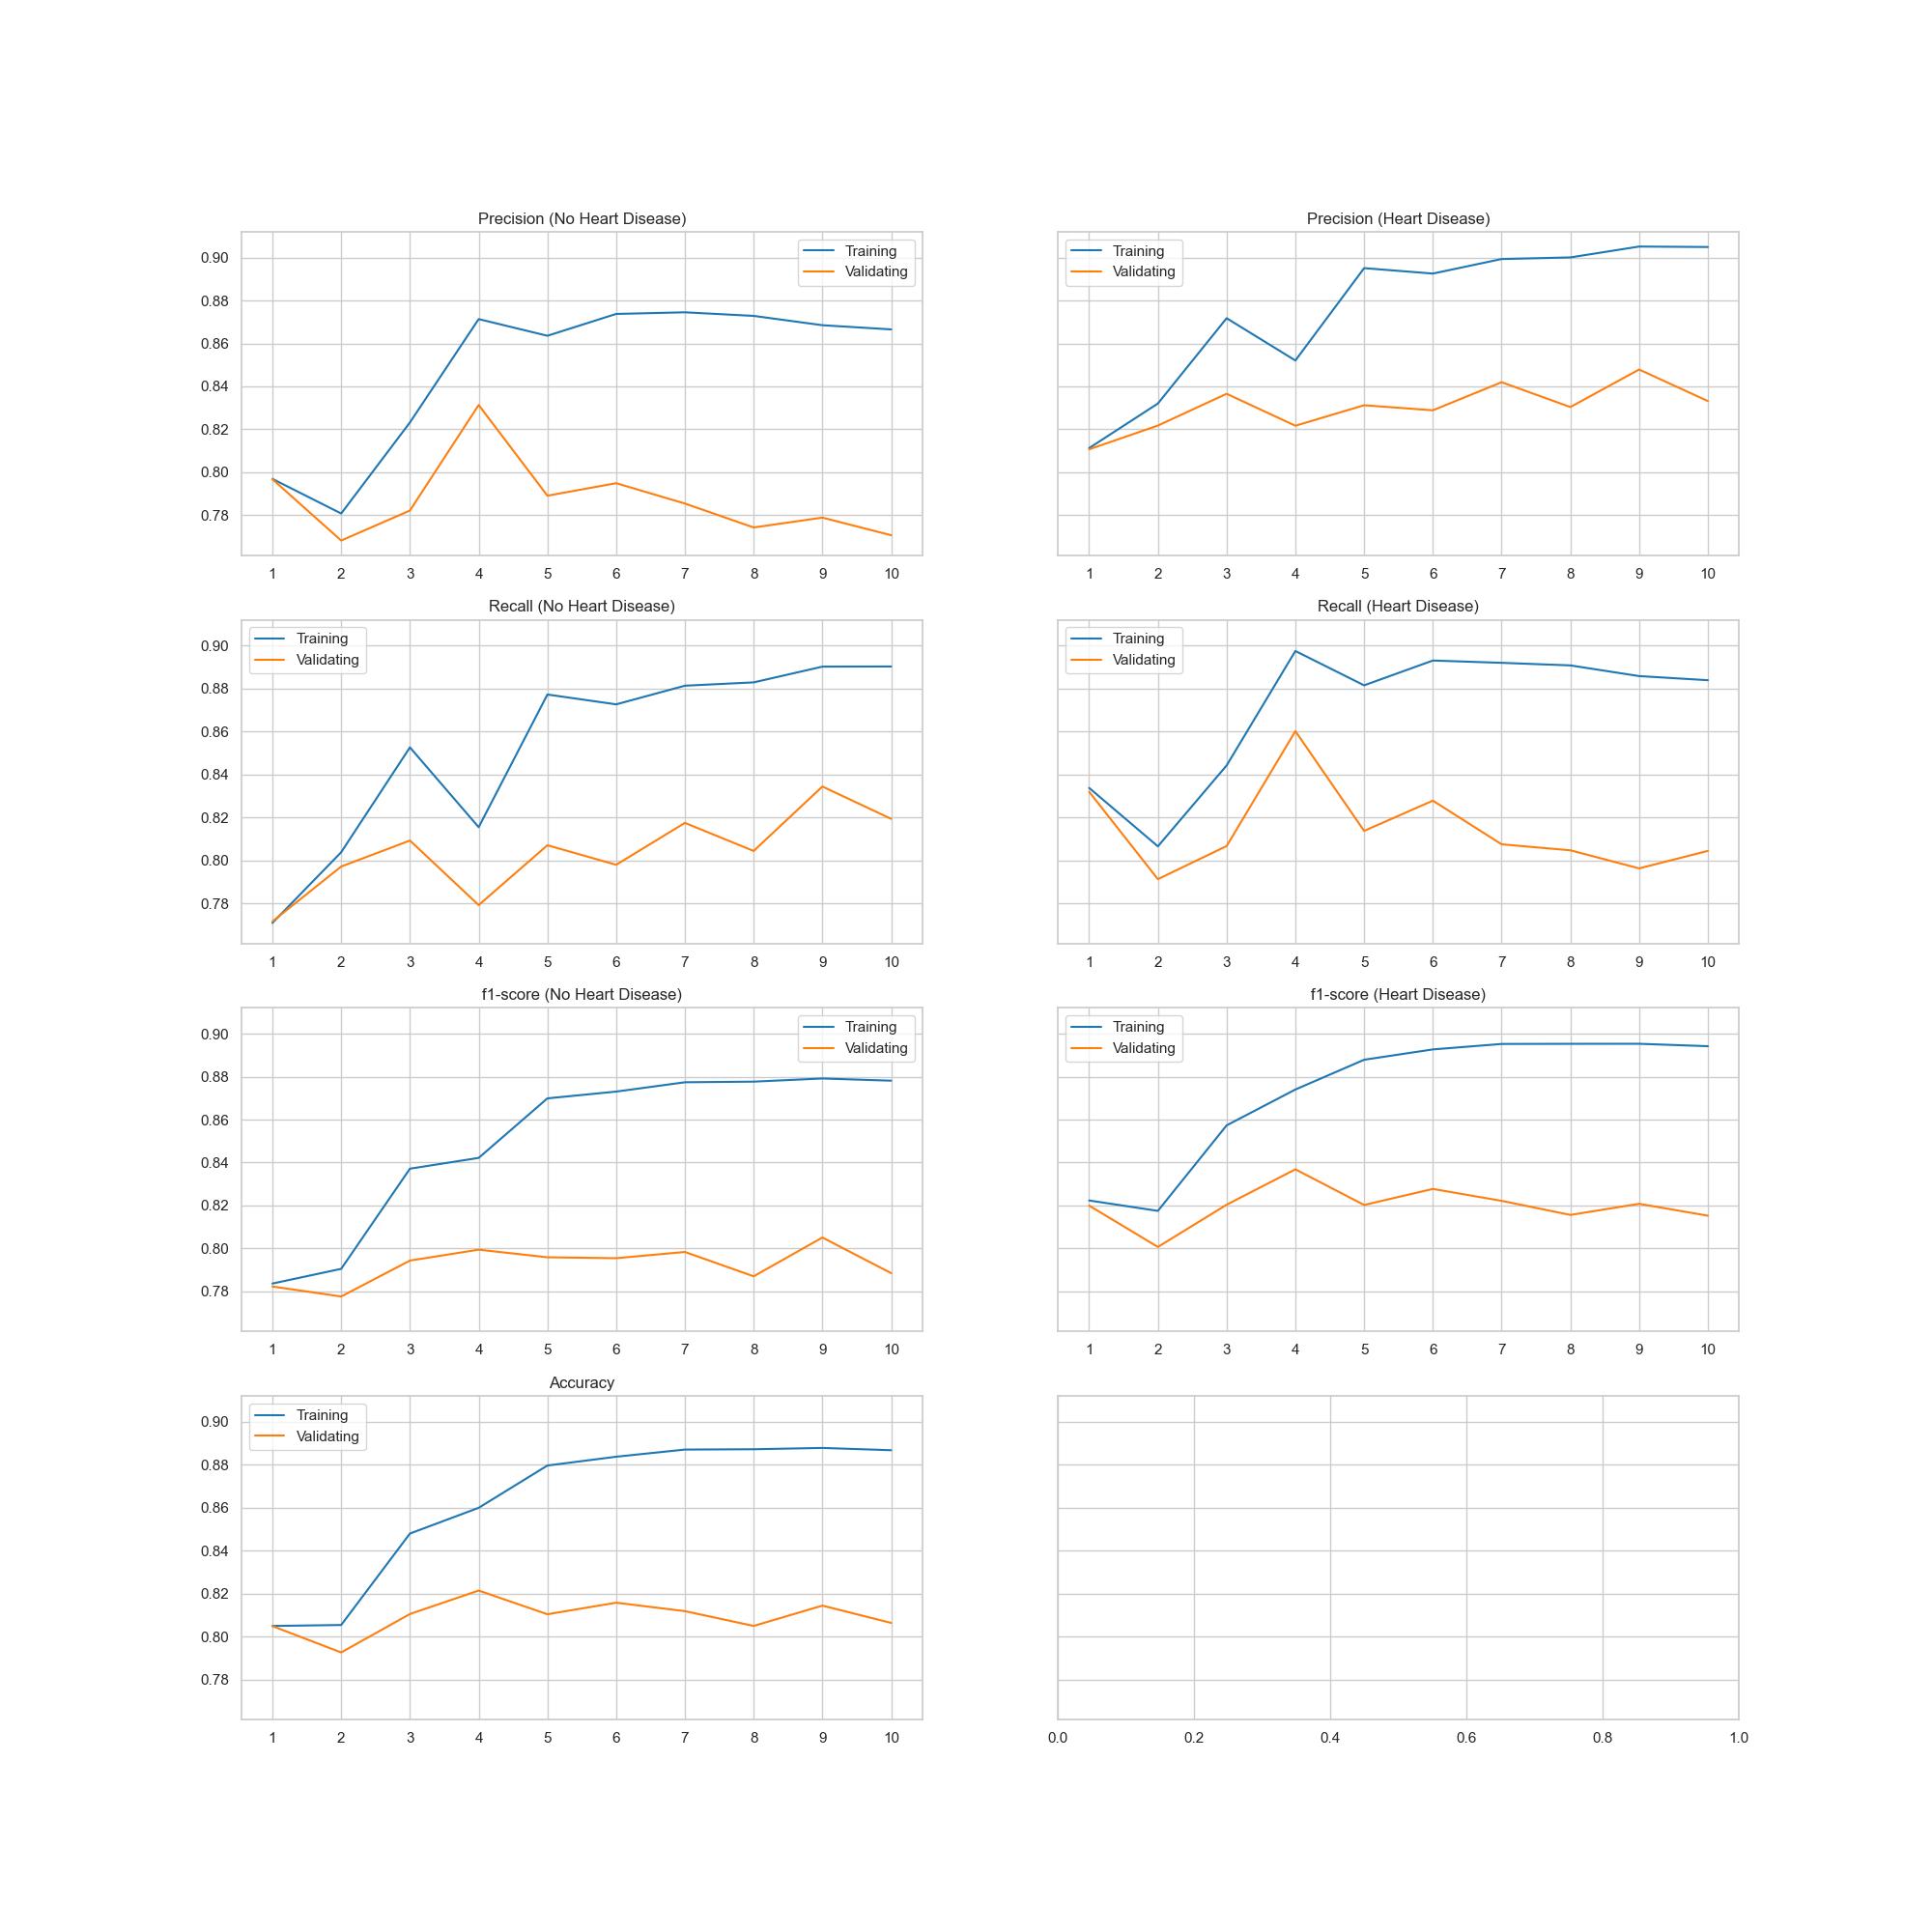 Precision (No Heart Disease)
Training
Validating
0.90
0.88
0.86
0.84
0.82
0.80
0.78
1 2 3 4 5 6 7 8 9 10
Precision (Heart Disease)
Training
Validating
1 2 3 4 5 6 7 8 9 10
Recall (No Heart Disease)
Training
Validating
0.90
0.88
0.86
0.84
0.82
0.80
0.78
1 2 3 4 5 6 7 8 9 10
Recall (Heart Disease)
Training
Validating
1 2 3 4 5 6 7 8 9 10
f1-score (No Heart Disease)
Training
Validating
0.90
0.88
0.86
0.84
0.82
0.80
0.78
1 2 3 4 5 6 7 8 9 10
f1-score (Heart Disease)
Training
Validating
1 2 3 4 5 6 7 8 9 10
Accuracy
Training
Validating
0.90
0.88
0.86
0.84
0.82
0.80
0.78
1 2 3 4 5 6 7 8 9 10
0.0 0.2 0.4 0.6 0.8 1.0